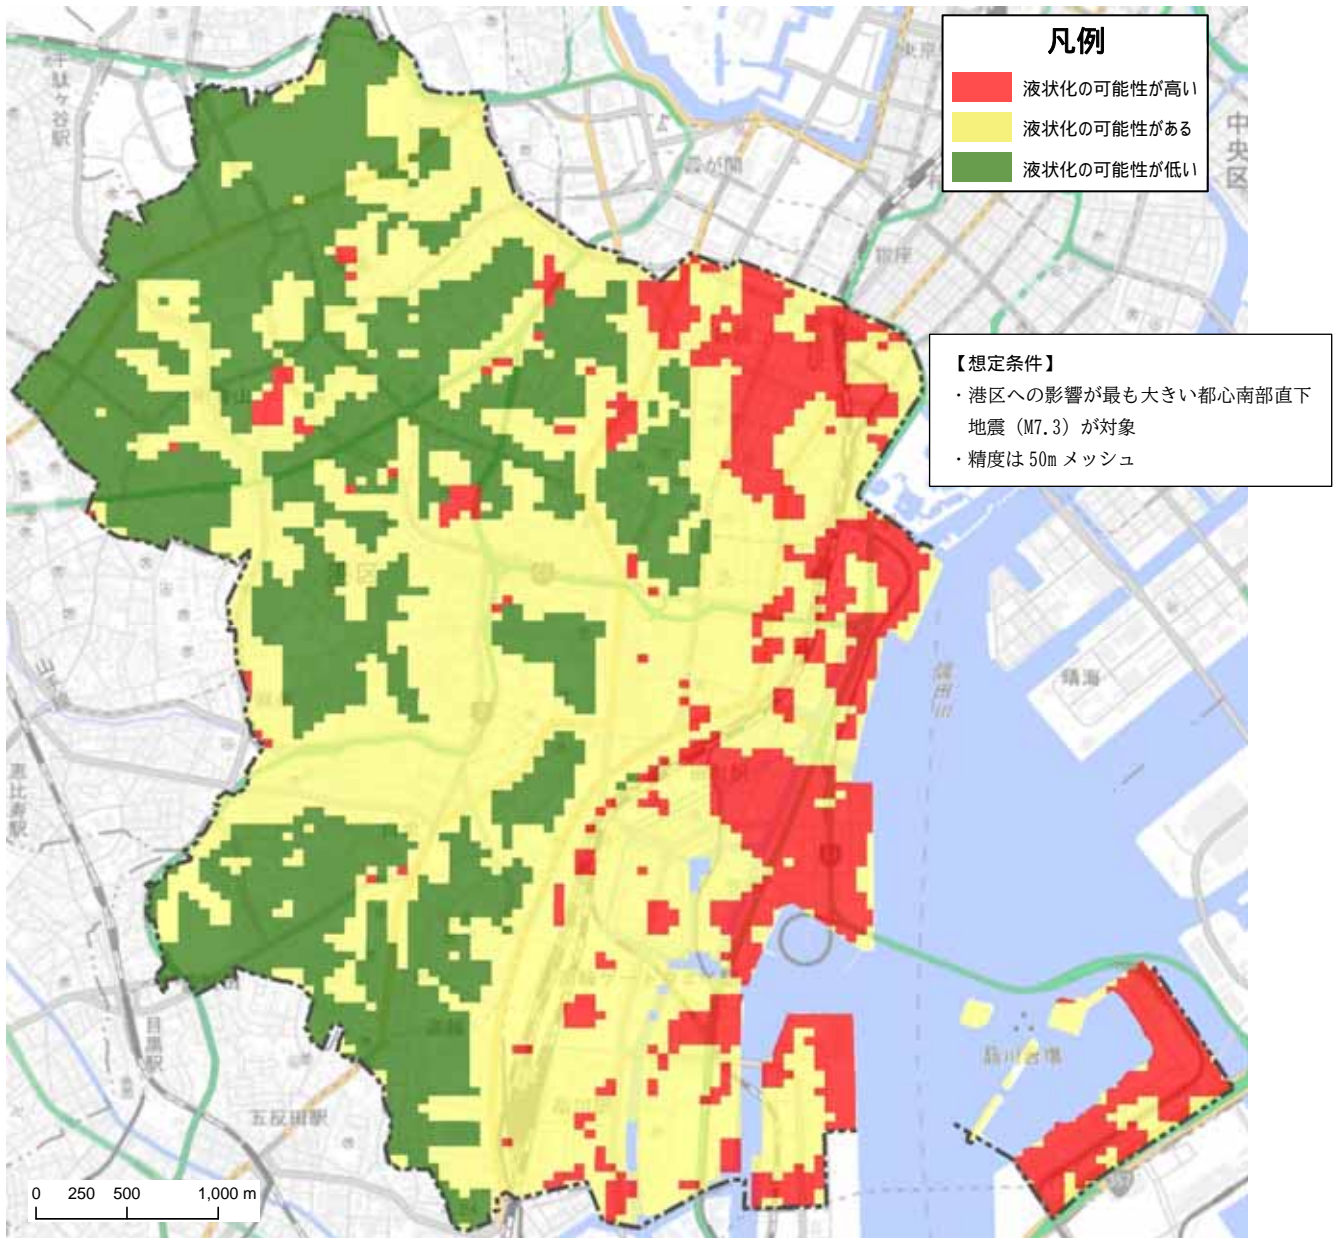 凡例
液状化の可能性が高い
液状化の可能性がある
液状化の可能性が低い
【想定条件】
・港区への影響が最も大きい都心南部直下
地震（M7.3）が対象
・精度は50mメッシュ
千駄ケ谷駅
霞が関
中央区
銀座
隅田川
晴海
恵比寿駅
目黒駅
五反田駅
品川台場
0 250 500 1,000 m